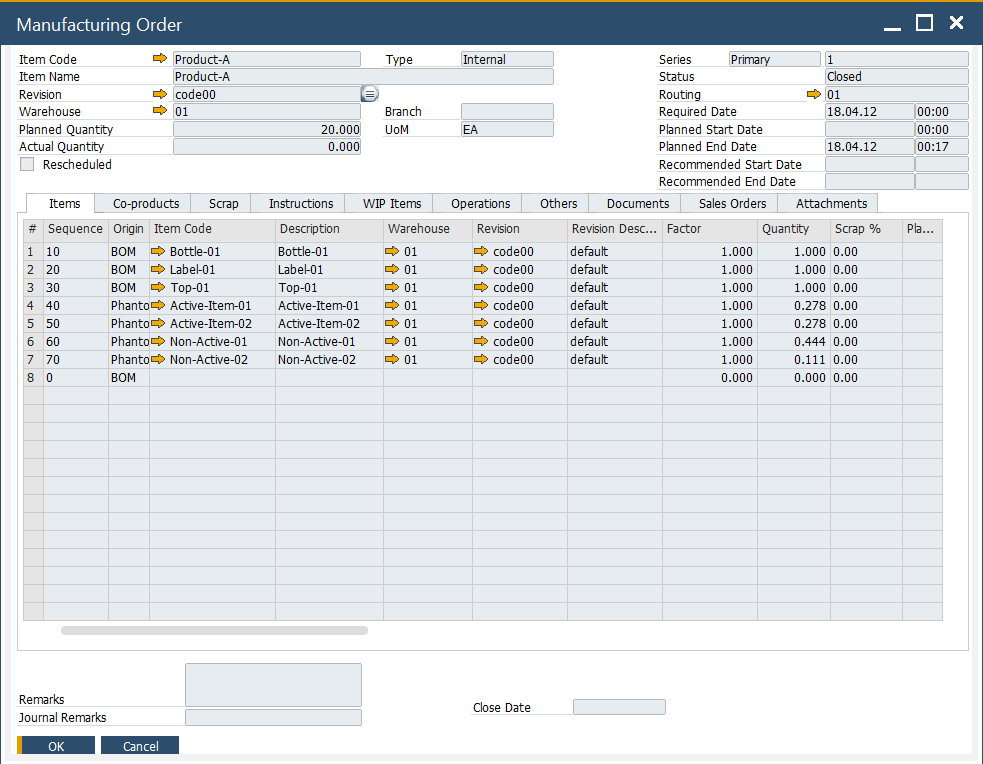 Manufacturing Order
Item Code Product-A Type Internal Series Primary 1
Item Name Product-A Status Closed
Revision code00 Routing 01
Warehouse 01 Branch Required Date 18.04.12 00:00
Planned Quantity 20.000 UoM EA Planned Start Date 00:00
Actual Quantity 0.000 Planned End Date 18.04.12 00:17
Rescheduled Recommended Start Date
Recommended End Date
Items Co-products Scrap Instructions WIP Items Operations Others Documents Sales Orders Attachments
# Sequence Origin Item Code Description Warehouse Revision Revision Desc... Factor Quantity Scrap % Pla...
1 10 BOM Bottle-01 Bottle-01 01 code00 default 1.000 1.000 0.00
2 20 BOM Label-01 Label-01 01 code00 default 1.000 1.000 0.00
3 30 BOM Top-01 Top-01 01 code00 default 1.000 1.000 0.00
4 40 Phanto Active-Item-01 Active-Item-01 01 code00 default 1.000 0.278 0.00
5 50 Phanto Active-Item-02 Active-Item-02 01 code00 default 1.000 0.278 0.00
6 60 Phanto Non-Active-01 Non-Active-01 01 code00 default 1.000 0.444 0.00
7 70 Phanto Non-Active-02 Non-Active-02 01 code00 default 1.000 0.111 0.00
8 0 BOM 0.000 0.000 0.00
Remarks
Close Date
Journal Remarks
OK Cancel